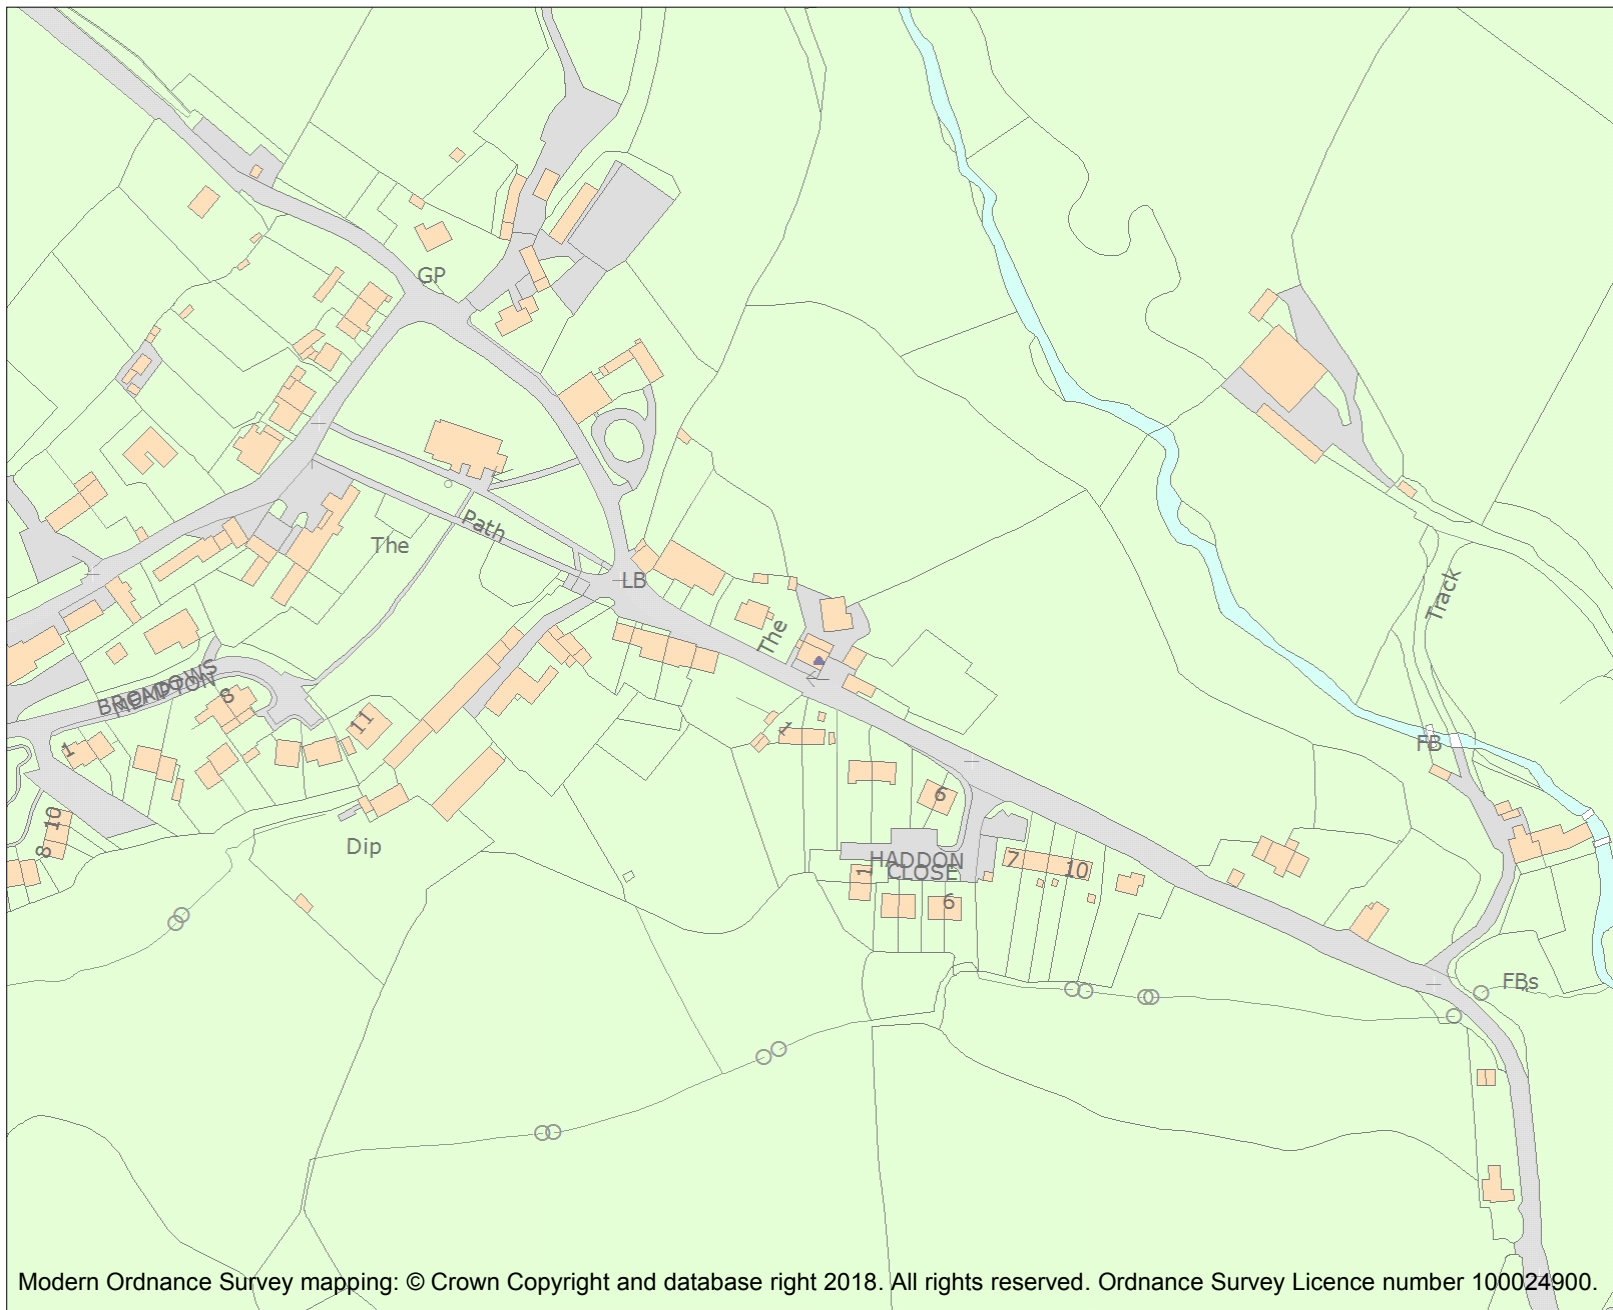 GP
Path
The
LB
The
Track
BROMPTON
MEADOWS
8
11
1
1
FB
6
10
8
Dip
HADDON
CLOSE
7
10
1
6
FBs
Modern Ordnance Survey mapping: © Crown Copyright and database right 2018. All rights reserved. Ordnance Survey Licence number 100024900.